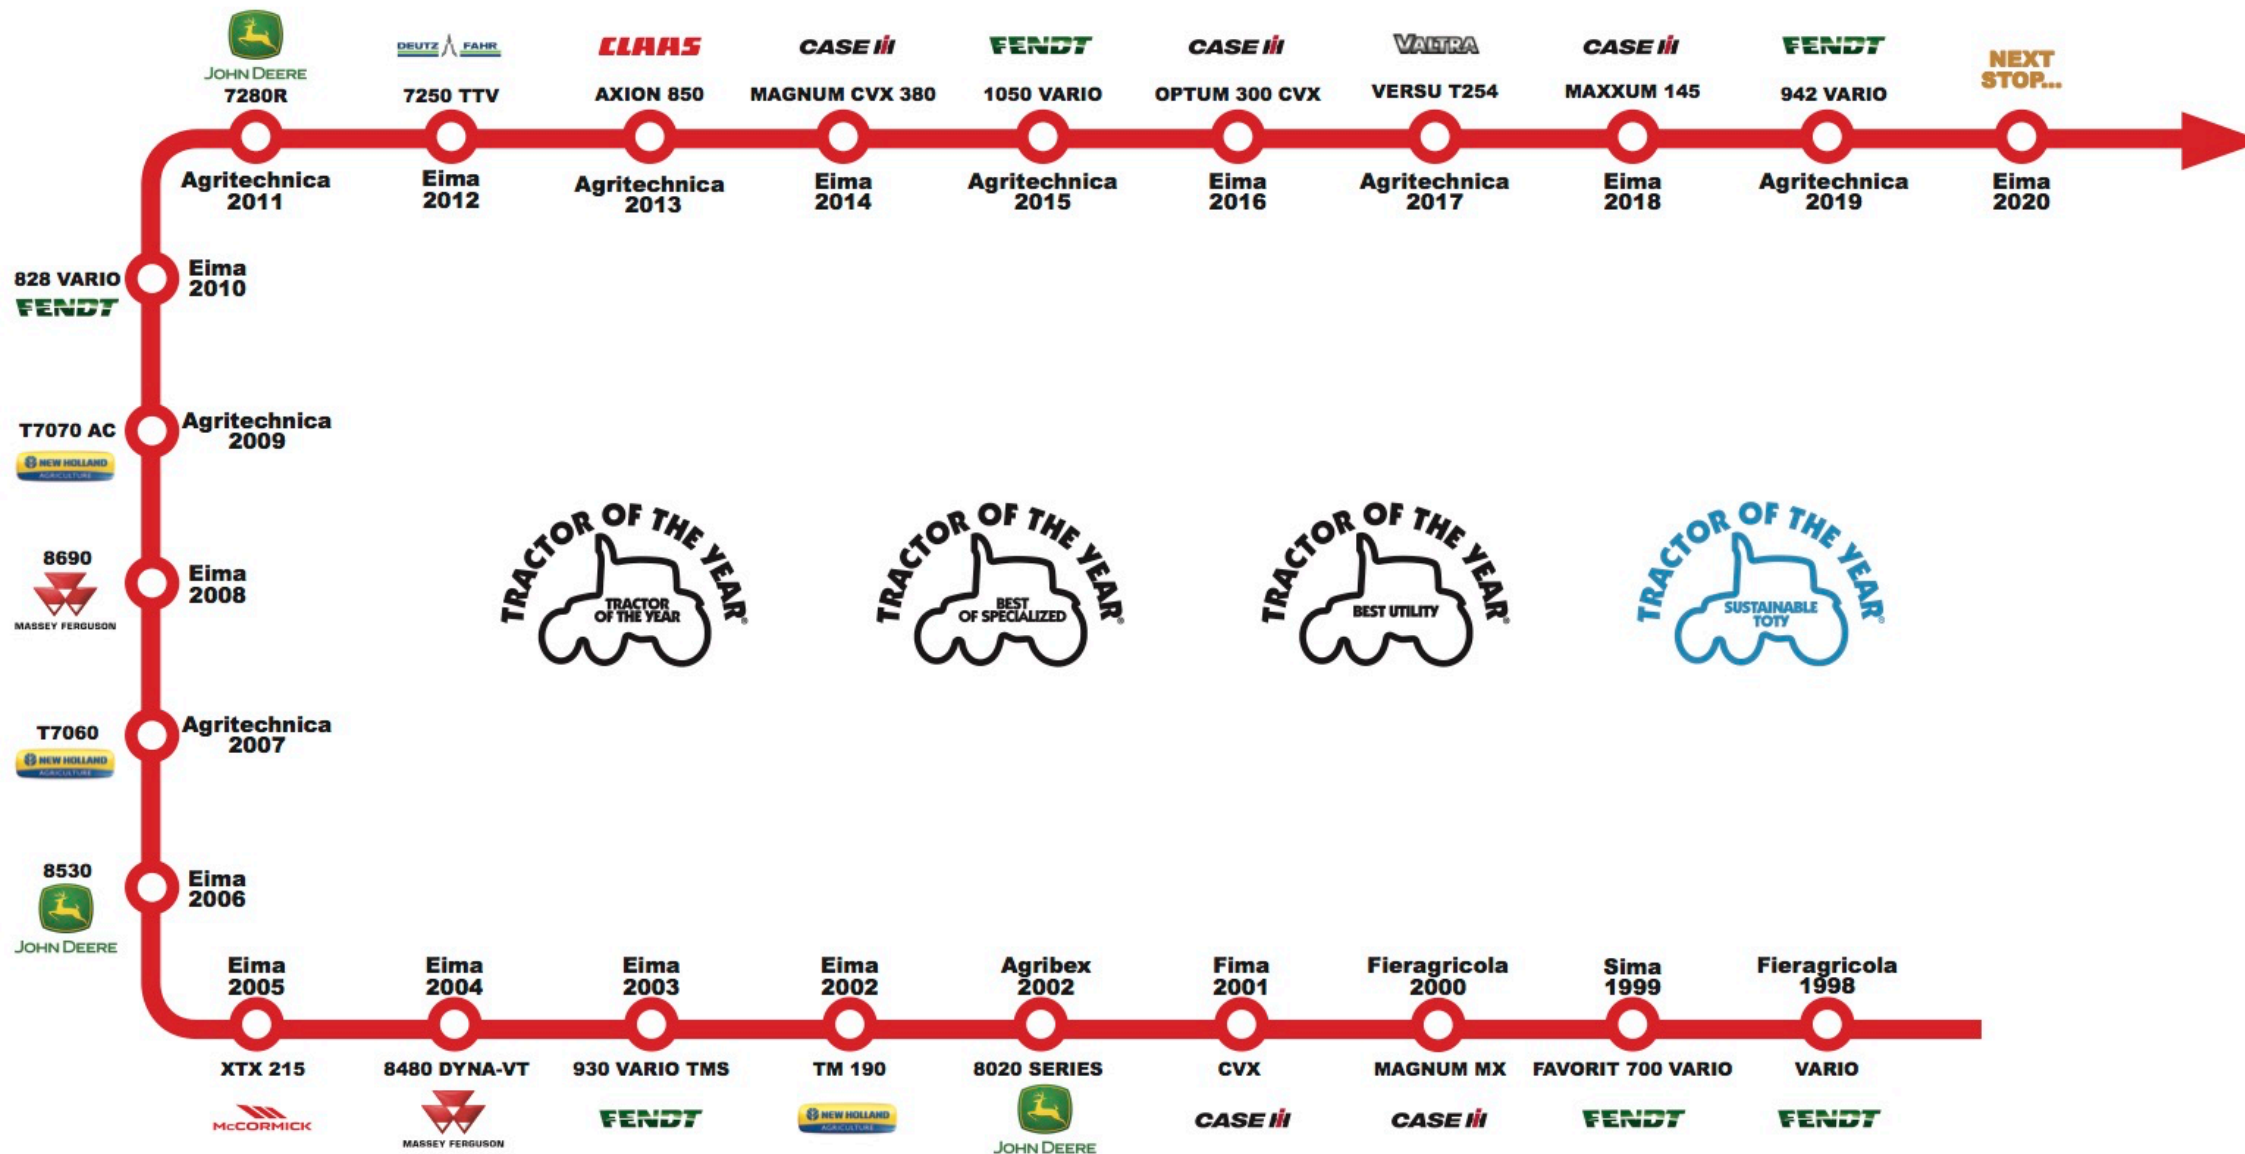 JOHN DEERE
7280R
Agritechnica
2011
DEUTZ FAHR
7250 TTV
Eima
2012
CLAAS
AXION 850
Agritechnica
2013
CASE IH
MAGNUM CVX 380
Eima
2014
FENDT
1050 VARIO
Agritechnica
2015
CASE IH
OPTUM 300 CVX
Eima
2016
VALTRA
VERSU T254
Agritechnica
2017
CASE IH
MAXXUM 145
Eima
2018
FENDT
942 VARIO
Agritechnica
2019
NEXT
STOP...
Eima
2020
828 VARIO
FENDT
Eima
2010
T7070 AC
NEW HOLLAND
AGRICULTURE
Agritechnica
2009
8690
MASSEY FERGUSON
Eima
2008
TRACTOR OF THE YEAR®
TRACTOR
OF THE YEAR
TRACTOR OF THE YEAR®
BEST
OF SPECIALIZED
TRACTOR OF THE YEAR®
BEST UTILITY
TRACTOR OF THE YEAR®
SUSTAINABLE
TOTY
T7060
NEW HOLLAND
AGRICULTURE
Agritechnica
2007
8530
JOHN DEERE
Eima
2006
Eima
2005
XTX 215
McCORMICK
Eima
2004
8480 DYNA-VT
MASSEY FERGUSON
Eima
2003
930 VARIO TMS
FENDT
Eima
2002
TM 190
NEW HOLLAND
AGRICULTURE
Agribex
2002
8020 SERIES
JOHN DEERE
Fima
2001
CVX
CASE IH
Fieragricola
2000
MAGNUM MX
CASE IH
Sima
1999
FAVORIT 700 VARIO
FENDT
Fieragricola
1998
VARIO
FENDT